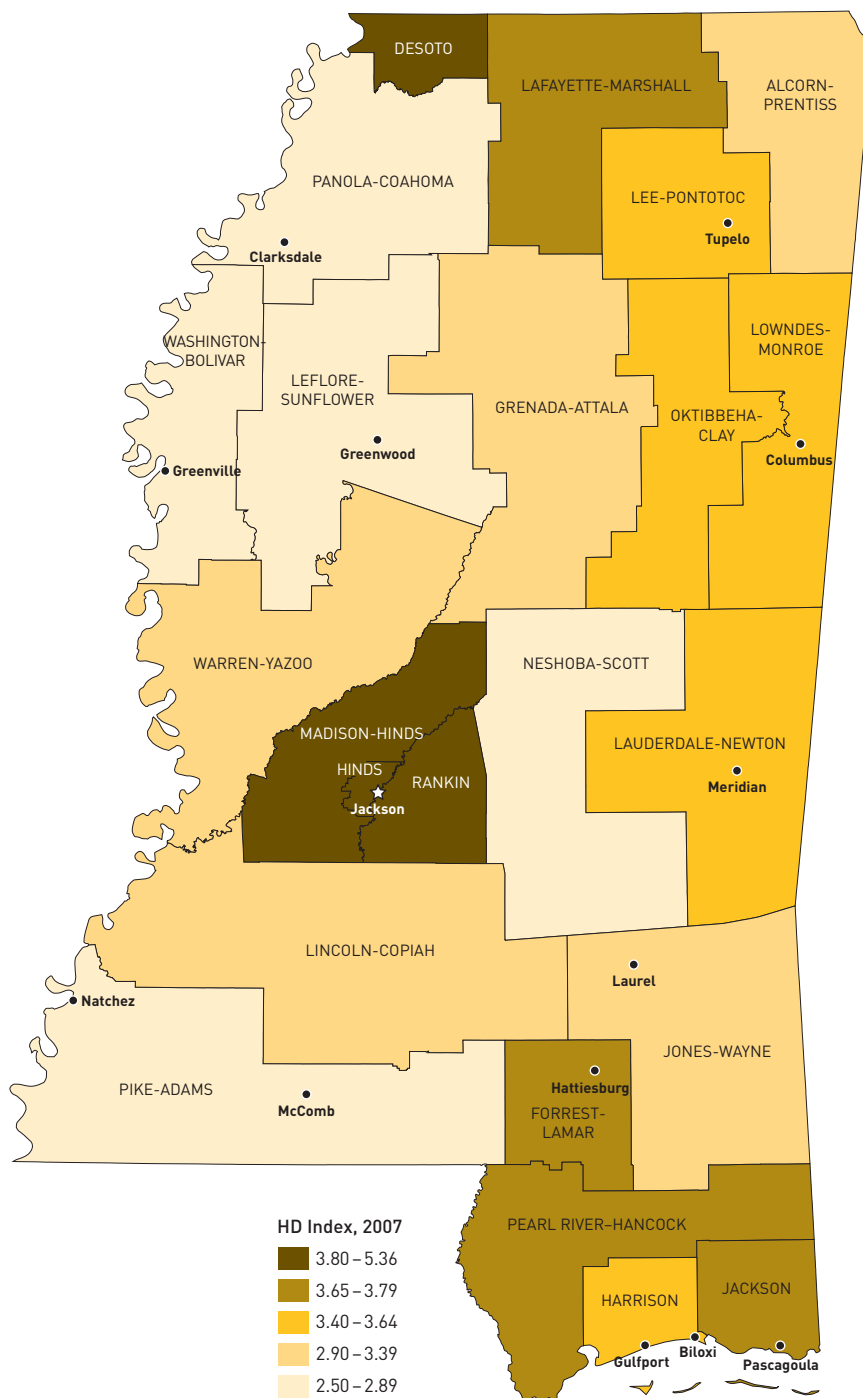 DESOTO
LAFAYETTE-MARSHALL
ALCORN-
PRENTISS
PANOLA-COAHOMA
LEE-PONTOTOC
Tupelo
Clarksdale
WASHINGTON-
BOLIVAR
LEFLORE-
SUNFLOWER
LOWNDES-
MONROE
GRENADA-ATTALA
OKTIBBEHA-
CLAY
Greenwood
Columbus
Greenville
WARREN-YAZOO
NESHOBA-SCOTT
MADISON-HINDS
LAUDERDALE-NEWTON
HINDS
RANKIN
Meridian
Jackson
LINCOLN-COPIAH
Laurel
Natchez
JONES-WAYNE
PIKE-ADAMS
Hattiesburg
McComb
FORREST-
LAMAR
PEARL RIVER–HANCOCK
HD Index, 2007
3.80 – 5.36
3.65 – 3.79
3.40 – 3.64
2.90 – 3.39
2.50 – 2.89
JACKSON
HARRISON
Biloxi
Gulfport
Pascagoula